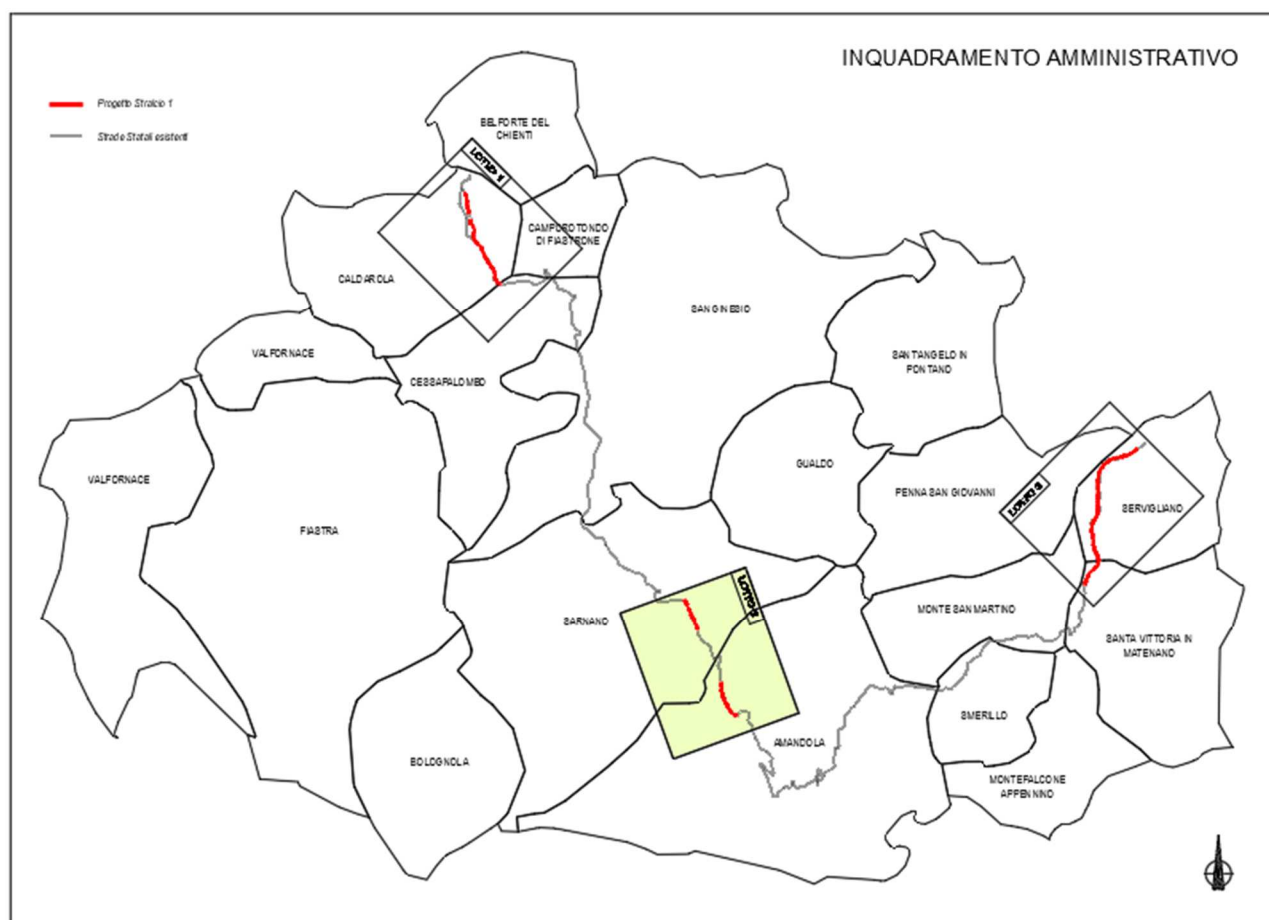 INQUADRAMENTO AMMINISTRATIVO
Progetto Stralcio 1
Strade Statali esistenti
BELFORTE DEL
CHIENTI
LOTTO 1
CAMPOROTONDO
DI FIASTRONE
CALDAROLA
SAN GINESIO
VALFORNACE
SANT'ANGELO IN
PONTANO
CESSAPALOMBO
GUALDO
VALFORNACE
PENNA SAN GIOVANNI
LOTTO 3
SERVIGLIANO
FIASTRA
LOTTO 2
MONTE SAN MARTINO
SARNANO
SANTA VITTORIA IN
MATENANO
SMERILLO
AMANDOLA
BOLOGNOLA
MONTEFALCONE
APPENNINO